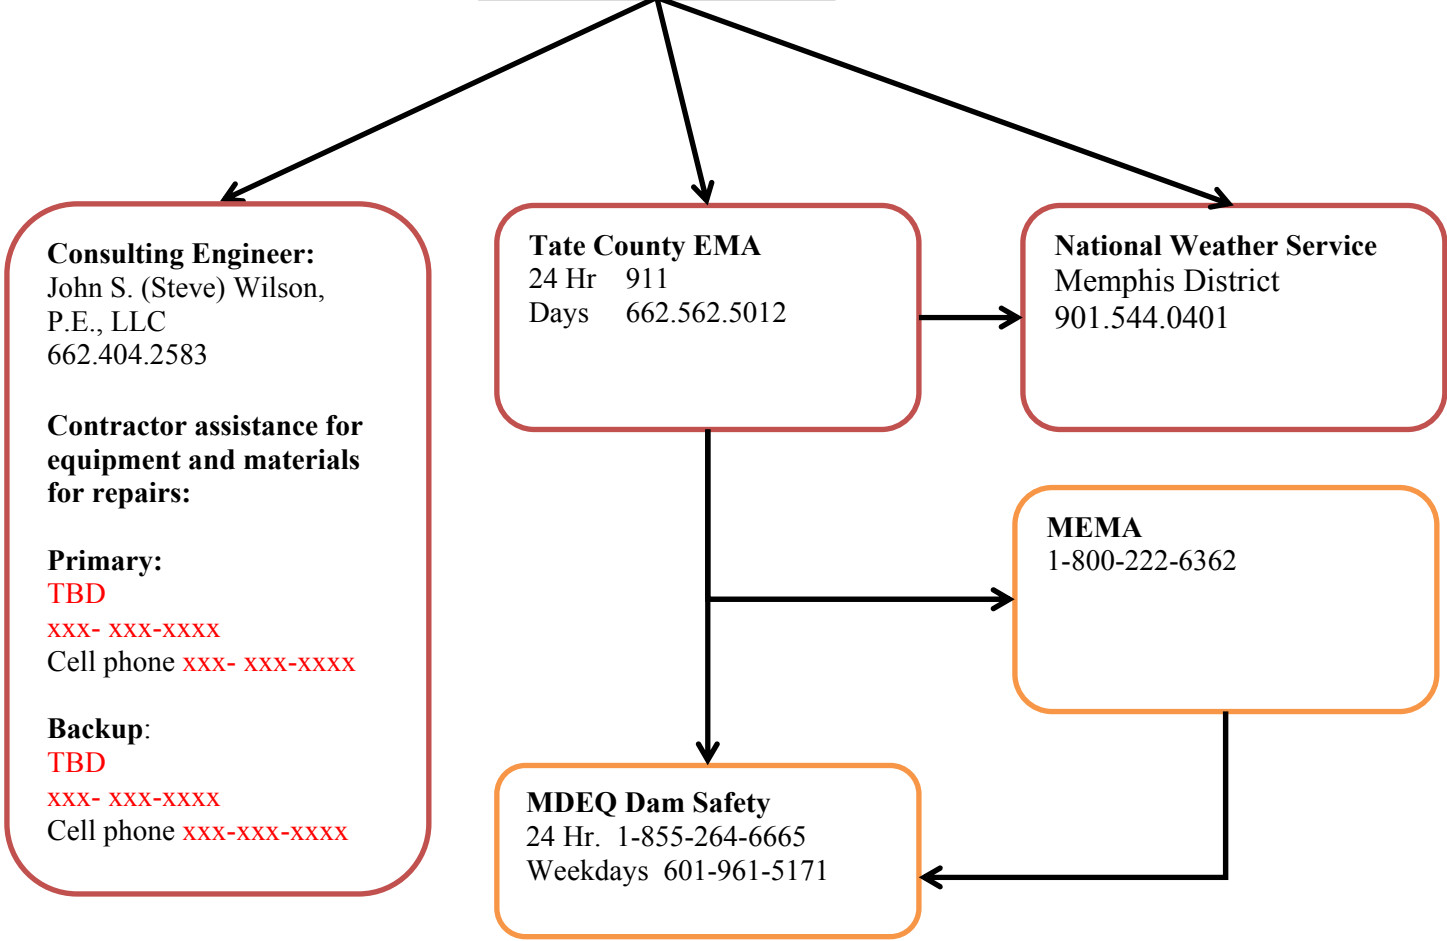 Consulting Engineer:
John S. (Steve) Wilson,
P.E., LLC
662.404.2583
Contractor assistance for
equipment and materials
for repairs:
Primary:
TBD
xxx- xxx-xxxx
Cell phone xxx- xxx-xxxx
Backup:
TBD
xxx- xxx-xxxx
Cell phone xxx-xxx-xxxx
Tate County EMA
24 Hr 911
Days 662.562.5012
National Weather Service
Memphis District
901.544.0401
MEMA
1-800-222-6362
MDEQ Dam Safety
24 Hr. 1-855-264-6665
Weekdays 601-961-5171